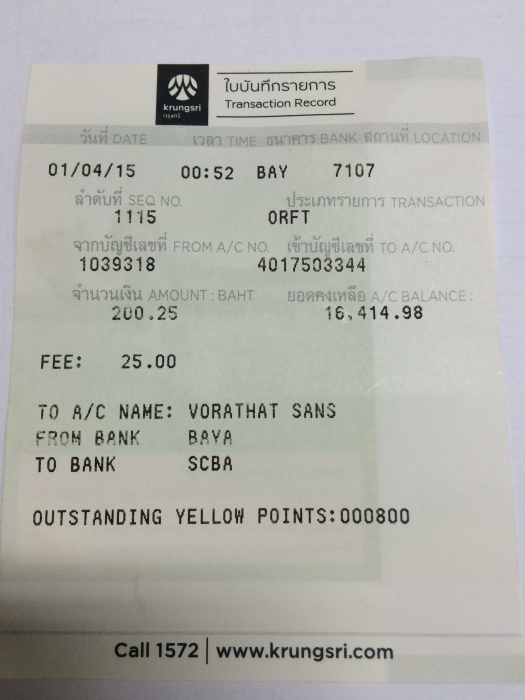 krungsri
กรุงศรี
ใบบันทึกรายการ
Transaction Record
วันที่ DATE เวลา TIME ธนาคาร BANK สถานที่ LOCATION
01/04/15 00:52 BAY 7107
ลำดับที่ SEQ NO. ประเภทรายการ TRANSACTION
1115 ORFT
จากบัญชีเลขที่ FROM A/C NO. เข้าบัญชีเลขที่ TO A/C NO.
1039318 4017503344
จำนวนเงิน AMOUNT : BAHT ยอดคงเหลือ A/C BALANCE :
200.25 16,414.98
FEE: 25.00
TO A/C NAME: VORATHAT SANS
FROM BANK BAYA
TO BANK SCBA
OUTSTANDING YELLOW POINTS:000800
Call 1572 | www.krungsri.com